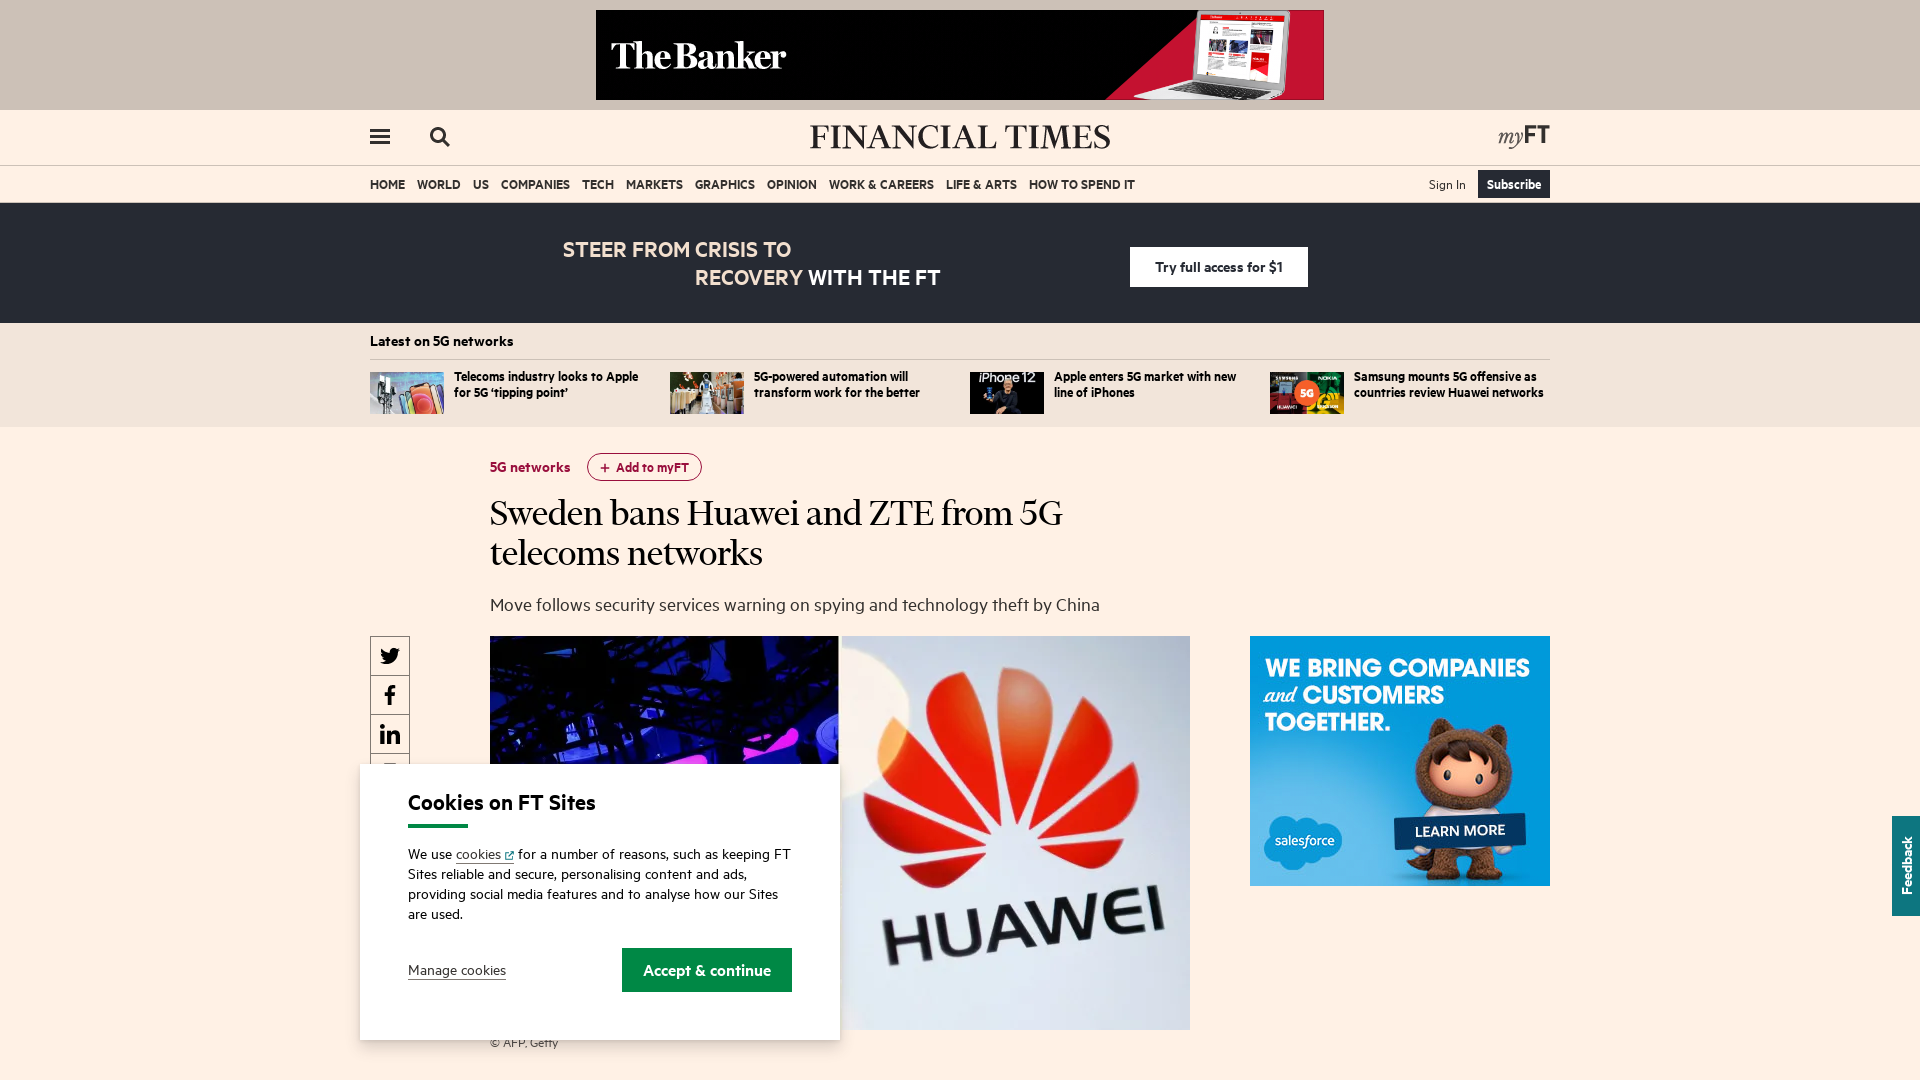 The Banker
FINANCIAL TIMES
myFT
HOME WORLD US COMPANIES TECH MARKETS GRAPHICS OPINION WORK & CAREERS LIFE & ARTS HOW TO SPEND IT
Sign In Subscribe
STEER FROM CRISIS TO
RECOVERY WITH THE FT
Try full access for $1
Latest on 5G networks
Telecoms industry looks to Apple
for 5G ‘tipping point’
5G-powered automation will
transform work for the better
iPhone 12
Apple enters 5G market with new
line of iPhones
SAMSUNG NOKIA
5G
HUAWEI
Samsung mounts 5G offensive as
countries review Huawei networks
5G networks
+ Add to myFT
Sweden bans Huawei and ZTE from 5G
telecoms networks
Move follows security services warning on spying and technology theft by China
HUAWEI
WE BRING COMPANIES
and CUSTOMERS
TOGETHER.
salesforce
LEARN MORE
Feedback
Cookies on FT Sites
We use cookies for a number of reasons, such as keeping FT
Sites reliable and secure, personalising content and ads,
providing social media features and to analyse how our Sites
are used.
Manage cookies
Accept & continue
© AFP, Getty